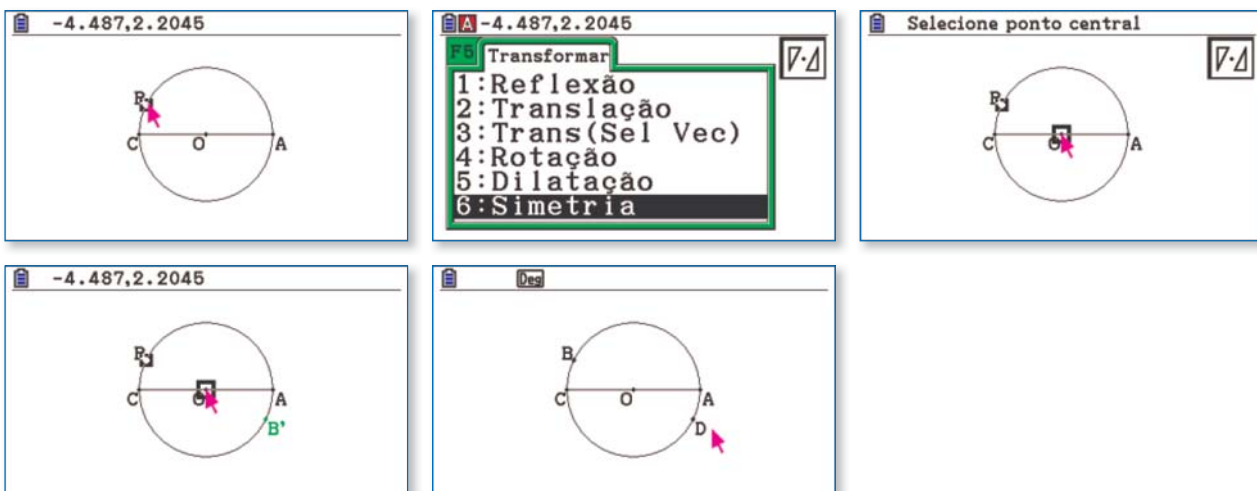 -4.487,2.2045
B
C
O
A
A -4.487,2.2045
F5 Transformar
1:Reflexão
2:Translação
3:Trans(Sel Vec)
4:Rotação
5:Dilatação
6:Simetria
Selecione ponto central
B
C
O
A
-4.487,2.2045
B
C
O
A
B'
Deg
B
C
O
A
D